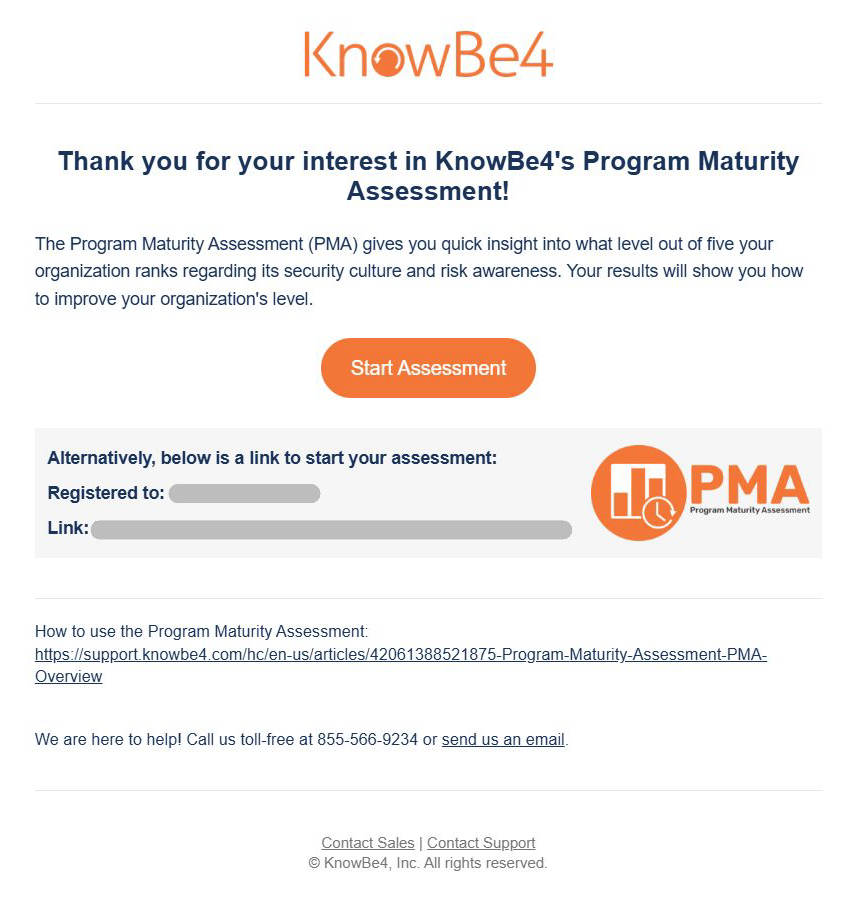 KnowBe4
Thank you for your interest in KnowBe4's Program Maturity
Assessment!
The Program Maturity Assessment (PMA) gives you quick insight into what level out of five your
organization ranks regarding its security culture and risk awareness. Your results will show you how
to improve your organization's level.
Start Assessment
Alternatively, below is a link to start your assessment:
Registered to:
Link:
PMA
Program Maturity Assessment
How to use the Program Maturity Assessment:
https://support.knowbe4.com/hc/en-us/articles/42061388521875-Program-Maturity-Assessment-PMA-
Overview
We are here to help! Call us toll-free at 855-566-9234 or send us an email.
Contact Sales | Contact Support
© KnowBe4, Inc. All rights reserved.